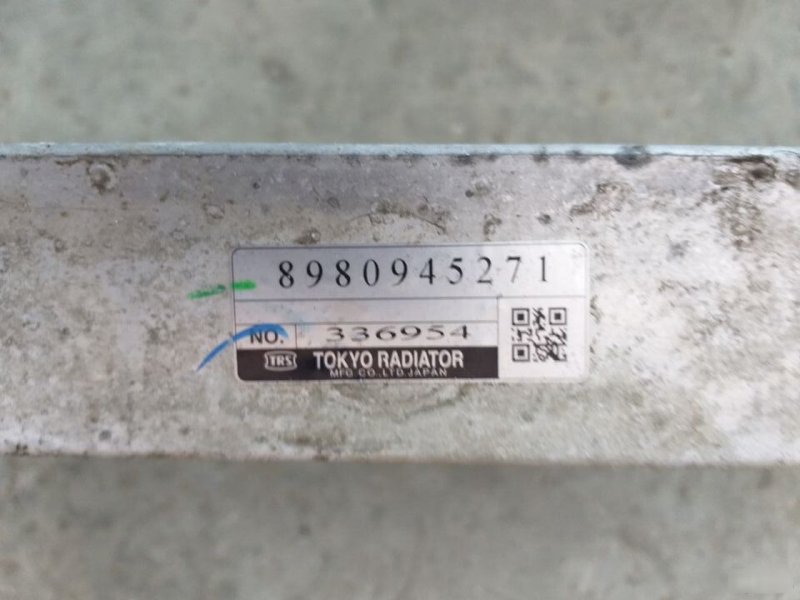 8980945271
NO. 336954
TRS TOKYO RADIATOR
MFG CO.,LTD JAPAN